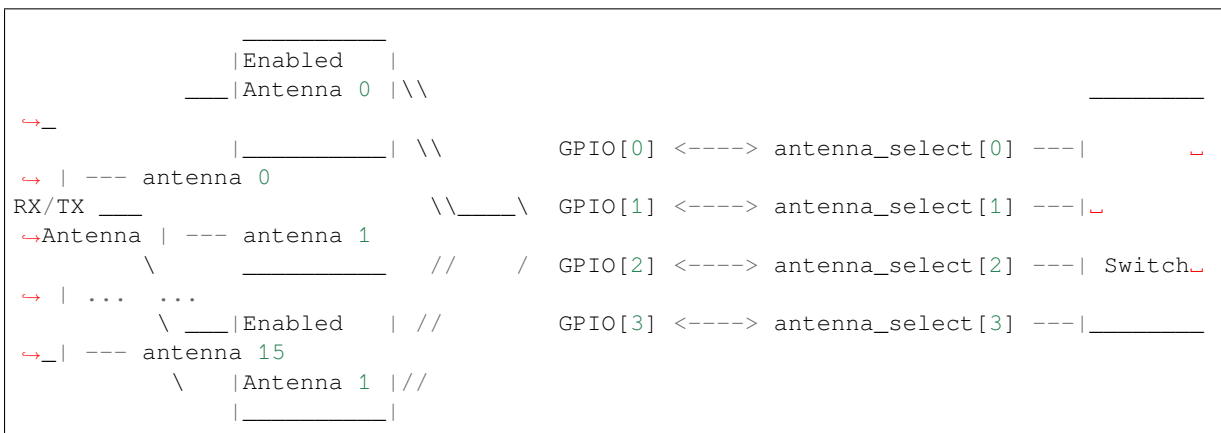 __________
                   |Enabled   |
               ___|Antenna 0 |\\                                                       ________
↪_
                   |__________| \\         GPIO[0] <----> antenna_select[0] ---|        ␣
↪ | --- antenna 0
RX/TX ___                        \\____\  GPIO[1] <----> antenna_select[1] ---|␣
↪Antenna | --- antenna 1
           \       __________   //     /  GPIO[2] <----> antenna_select[2] ---| Switch␣
↪ | ...  ...
            \ ___|Enabled   | //         GPIO[3] <----> antenna_select[3] ---|________
↪_| --- antenna 15
             \    |Antenna 1 |//
                  |__________|